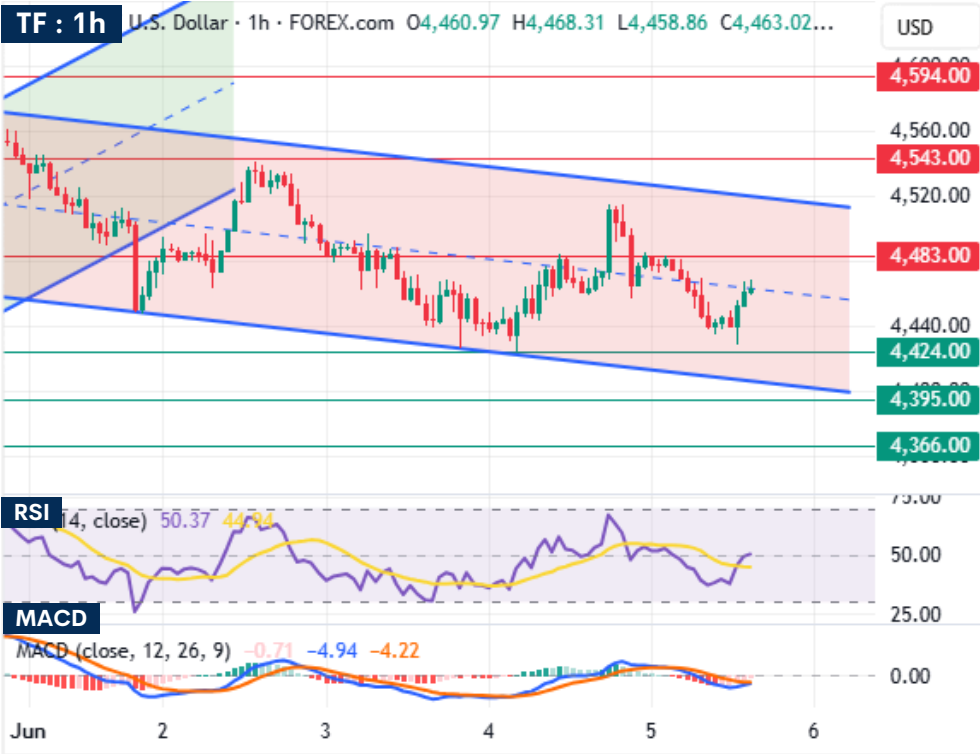 TF : 1h U.S. Dollar · 1h · FOREX.com O4,460.97 H4,468.31 L4,458.86 C4,463.02...
USD
4,594.00
4,560.00
4,543.00
4,520.00
4,483.00
4,440.00
4,424.00
4,395.00
4,366.00
75.00
RSI 14, close) 50.37 44.94
50.00
25.00
MACD
MACD (close, 12, 26, 9) −0.71 −4.94 −4.22
0.00
Jun 2 3 4 5 6